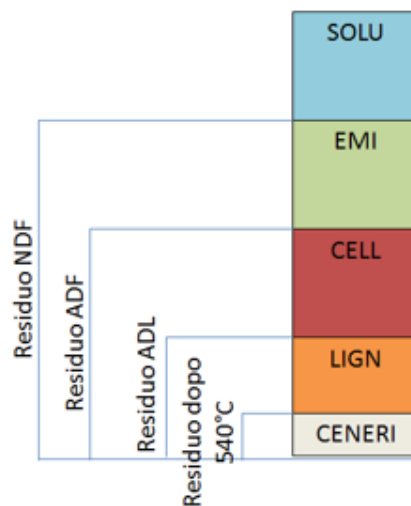 SOLU
EMI
CELL
LIGN
CENERI
Residuo NDF
Residuo ADF
Residuo ADL
Residuo dopo
540°C